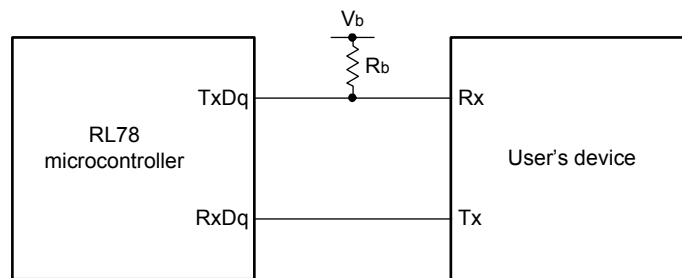 Vb
Rb
TxDq
Rx
RL78
microcontroller
User's device
RxDq
Tx